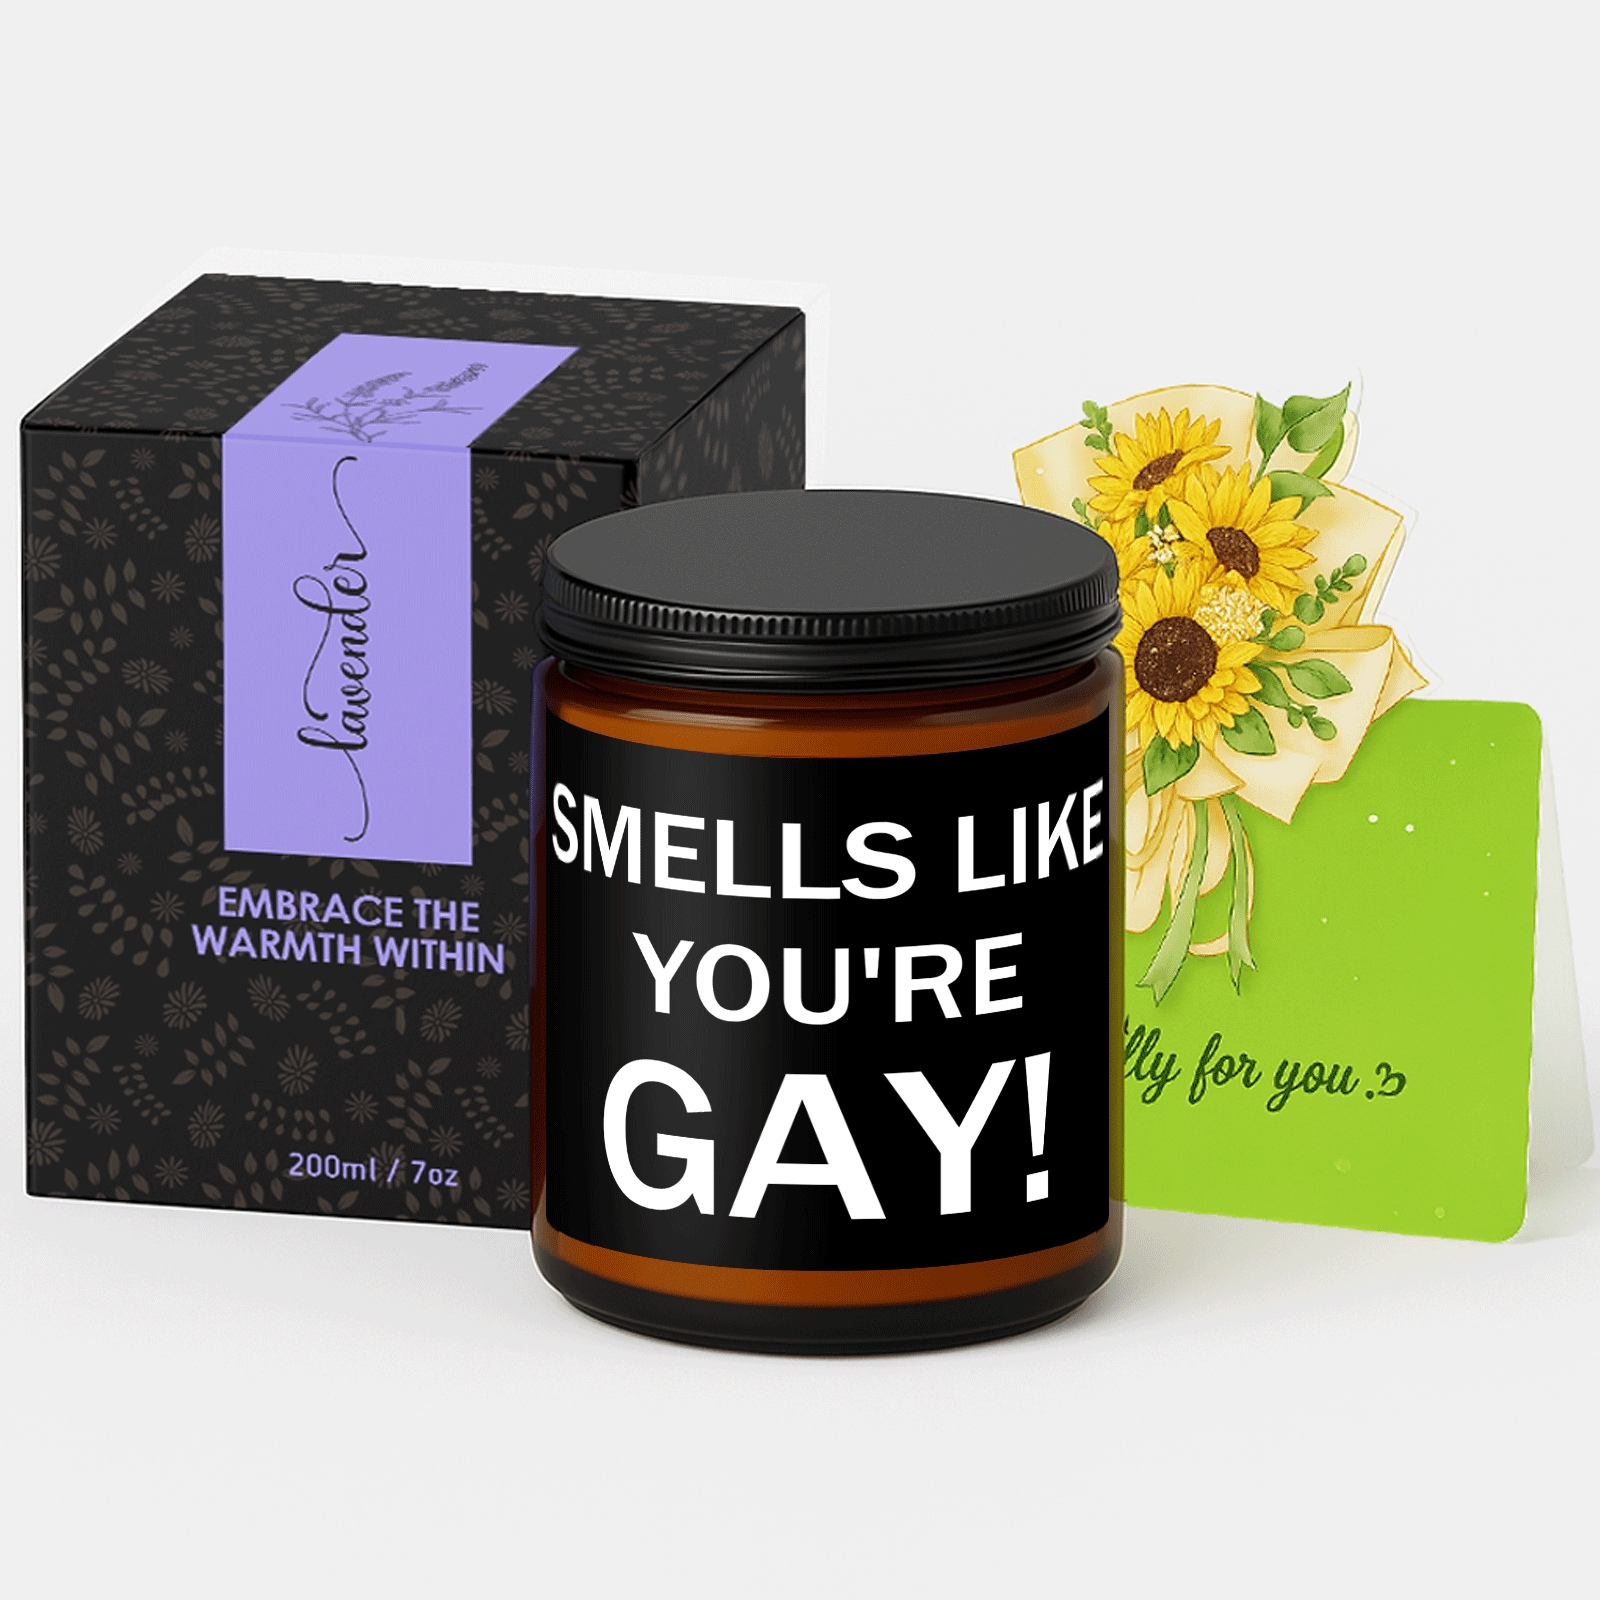 lavender
EMBRACE THE
WARMTH WITHIN
200ml / 7oz
SMELLS LIKE
YOU'RE
GAY!
for you.